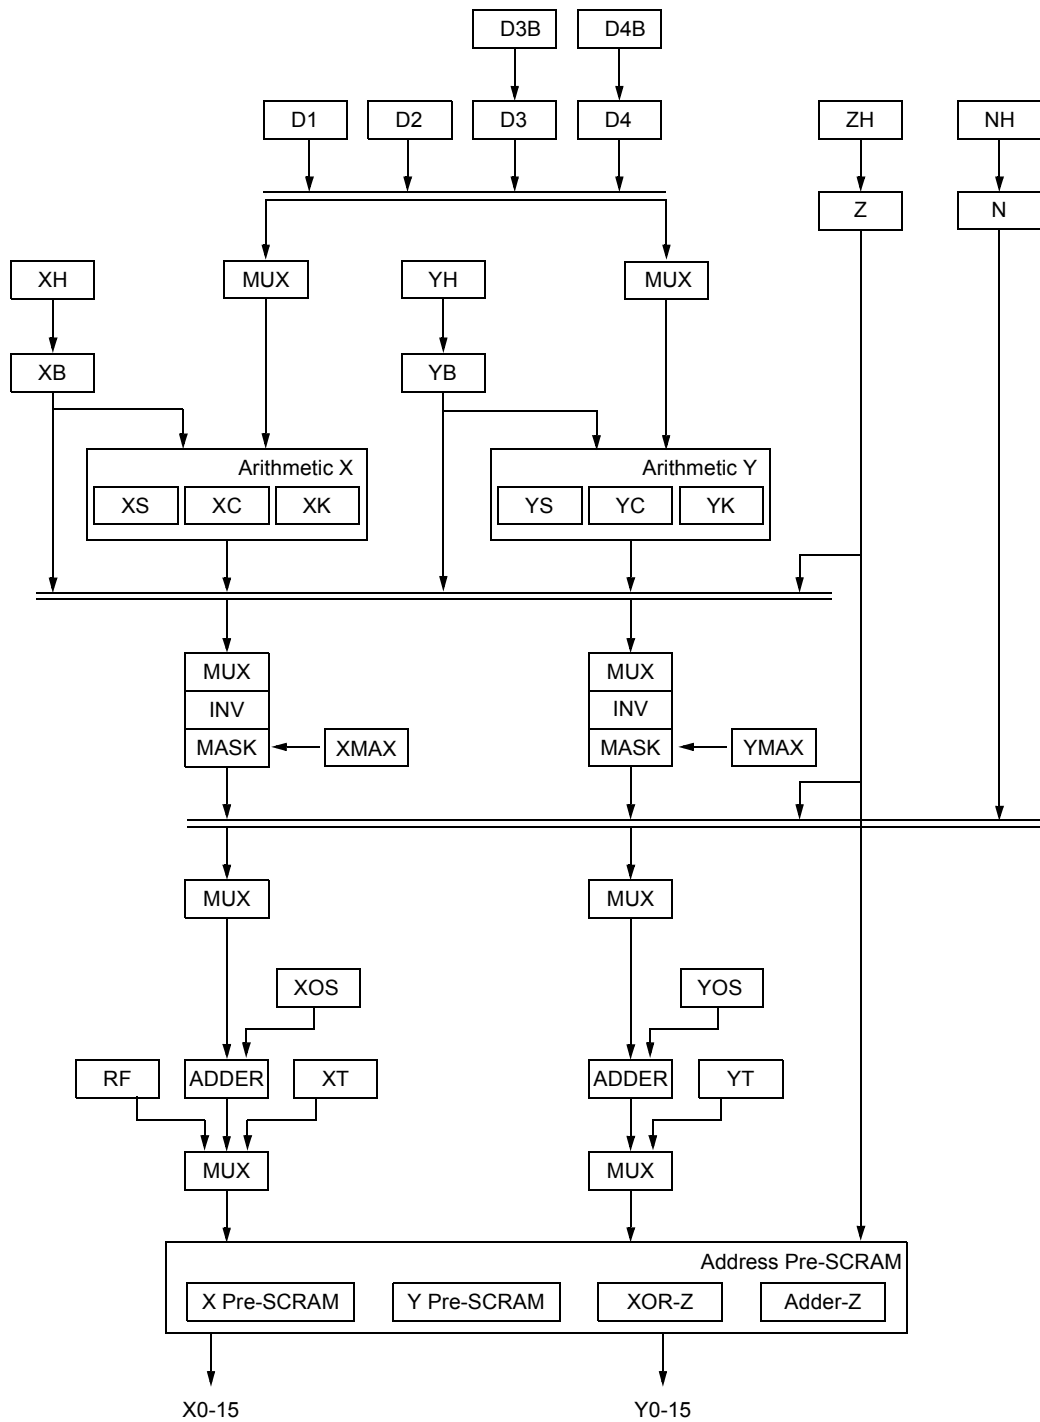 D3B D4B
D1 D2 D3 D4 ZH NH
Z N
XH MUX YH MUX
XB YB
Arithmetic X Arithmetic Y
XS XC XK YS YC YK
MUX MUX
INV INV
MASK XMAX MASK YMAX
MUX MUX
XOS YOS
RF ADDER XT ADDER YT
MUX MUX
Address Pre-SCRAM
X Pre-SCRAM Y Pre-SCRAM XOR-Z Adder-Z
X0-15 Y0-15